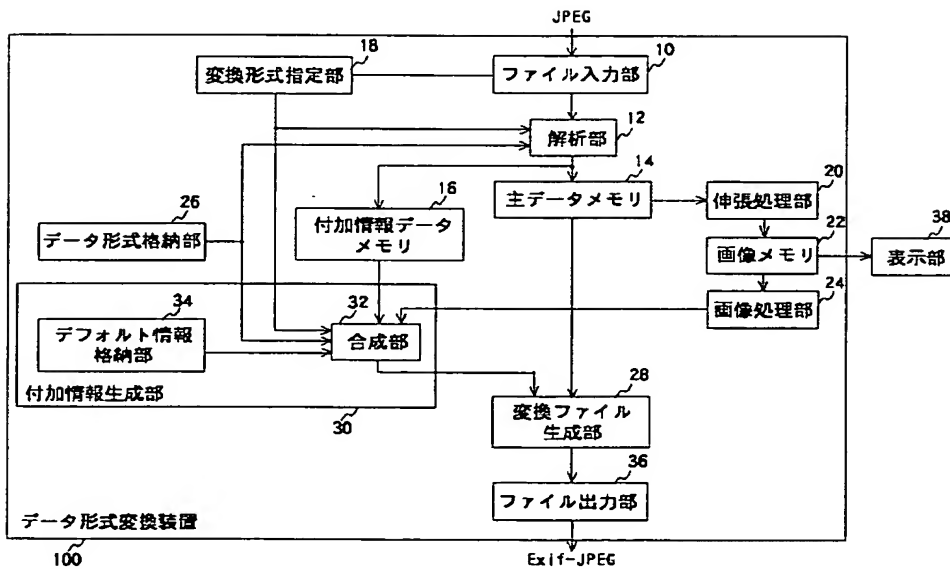 JPEG
18
変換形式指定部
10
ファイル入力部
12
解析部
14
主データメモリ
16
付加情報データ
メモリ
20
伸張処理部
22
画像メモリ
38
表示部
24
画像処理部
26
データ形式格納部
34
デフォルト情報
格納部
32
合成部
付加情報生成部
30
28
変換ファイル
生成部
36
ファイル出力部
データ形式変換装置
100
Exif-JPEG